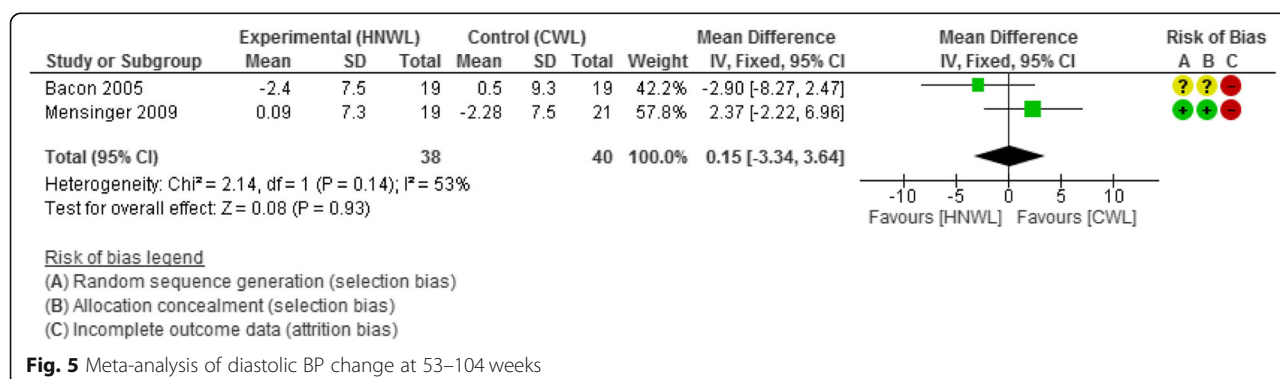 Experimental (HNWL) Control (CWL) Mean Difference Mean Difference Risk of Bias
Study or Subgroup Mean SD Total Mean SD Total Weight IV, Fixed, 95% CI IV, Fixed, 95% CI A B C
Bacon 2005 -2.4 7.5 19 0.5 9.3 19 42.2% -2.90 [-8.27, 2.47] ? ? −
Mensinger 2009 0.09 7.3 19 -2.28 7.5 21 57.8% 2.37 [-2.22, 6.96] + + −
Total (95% CI) 38 40 100.0% 0.15 [-3.34, 3.64]
Heterogeneity: Chi² = 2.14, df = 1 (P = 0.14); I² = 53%
Test for overall effect: Z = 0.08 (P = 0.93)
-10 -5 0 5 10
Favours [HNWL] Favours [CWL]
Risk of bias legend
(A) Random sequence generation (selection bias)
(B) Allocation concealment (selection bias)
(C) Incomplete outcome data (attrition bias)
Fig. 5 Meta-analysis of diastolic BP change at 53–104 weeks